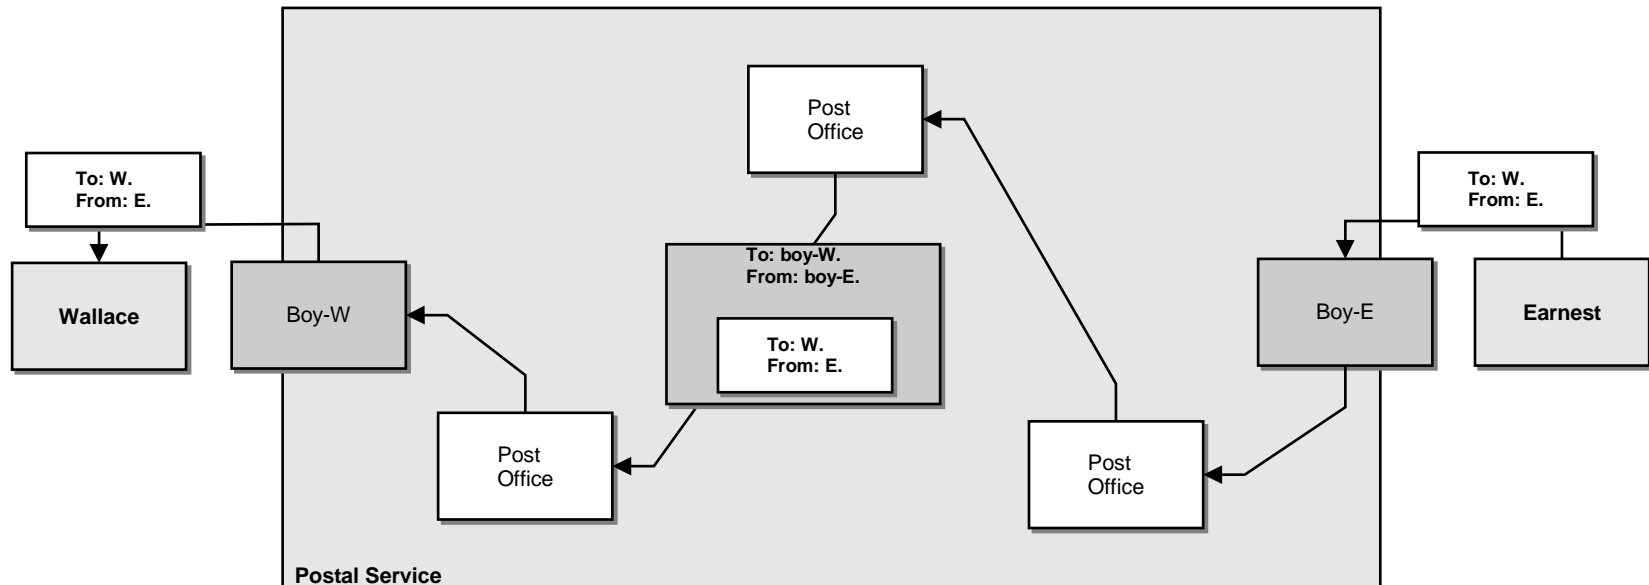 Post
Office
To: W.
From: E.
To: W.
From: E.
To: boy-W.
From: boy-E.
Wallace
Boy-W
Boy-E
Earnest
To: W.
From: E.
Post
Office
Post
Office
Postal Service